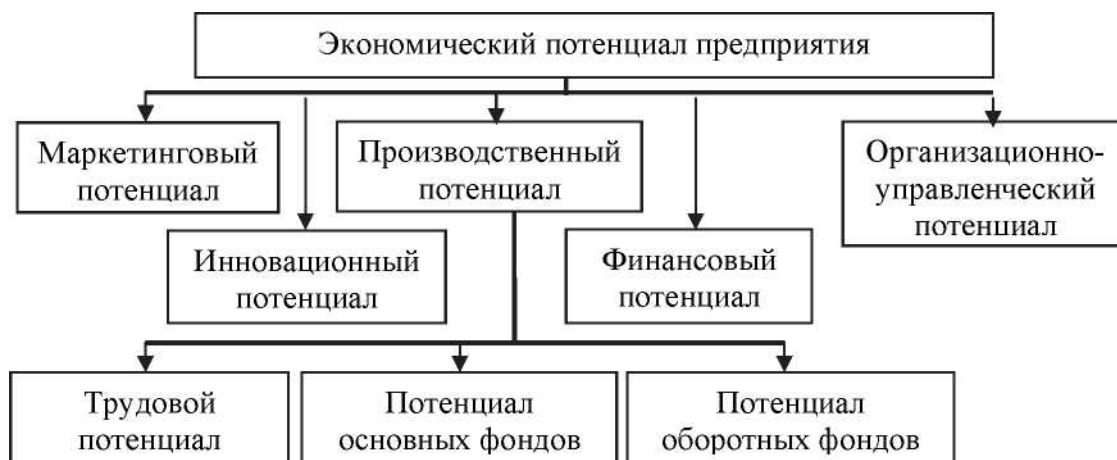 Экономический потенциал предприятия
Маркетинговый
потенциал
Производственный
потенциал
Организационно-
управленческий
потенциал
Инновационный
потенциал
Финансовый
потенциал
Трудовой
потенциал
Потенциал
основных фондов
Потенциал
оборотных фондов